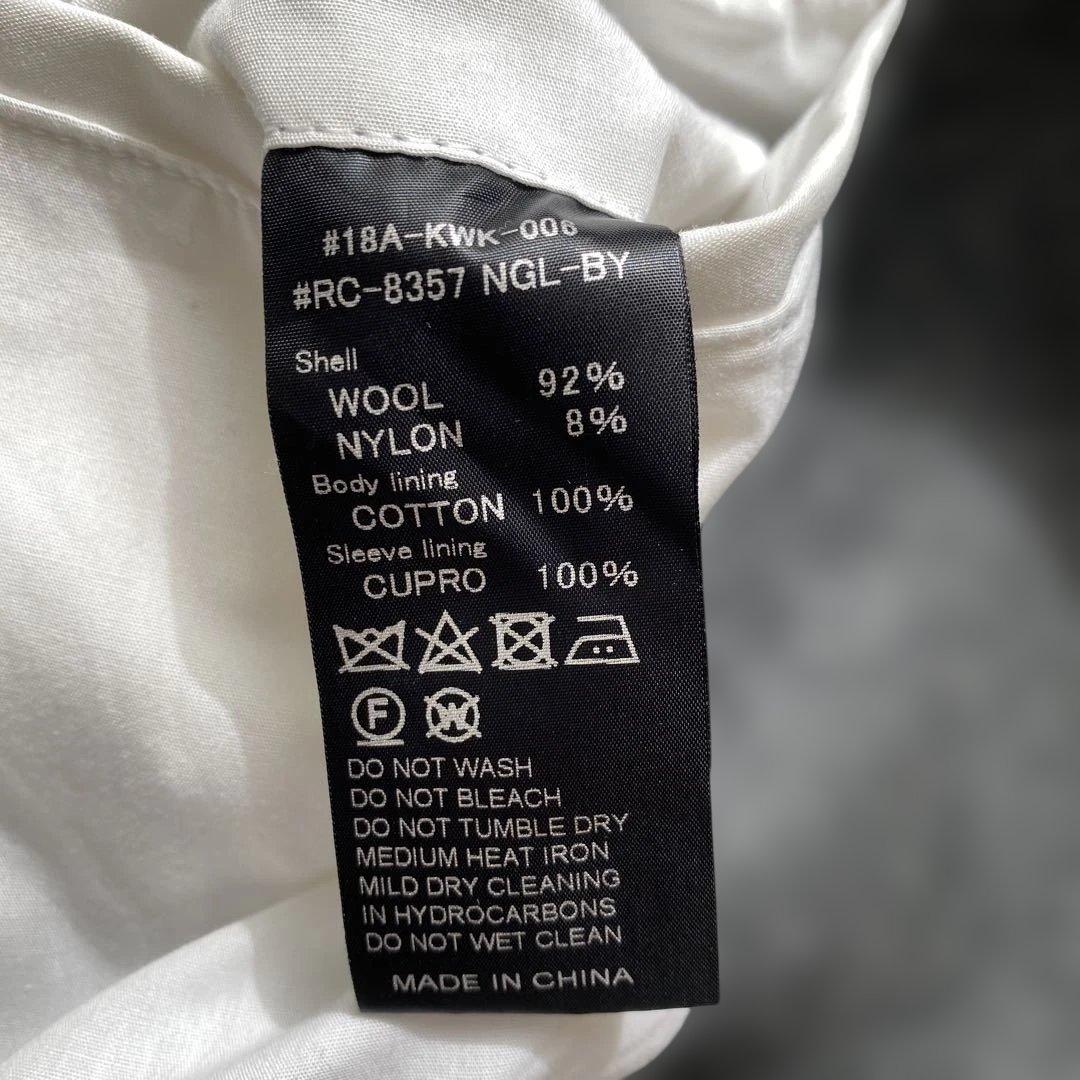 #18A-KWK-006
#RC-8357 NGL-BY
Shell
WOOL 92%
NYLON 8%
Body lining
COTTON 100%
Sleeve lining
CUPRO 100%
F W
DO NOT WASH
DO NOT BLEACH
DO NOT TUMBLE DRY
MEDIUM HEAT IRON
MILD DRY CLEANING
IN HYDROCARBONS
DO NOT WET CLEAN
MADE IN CHINA